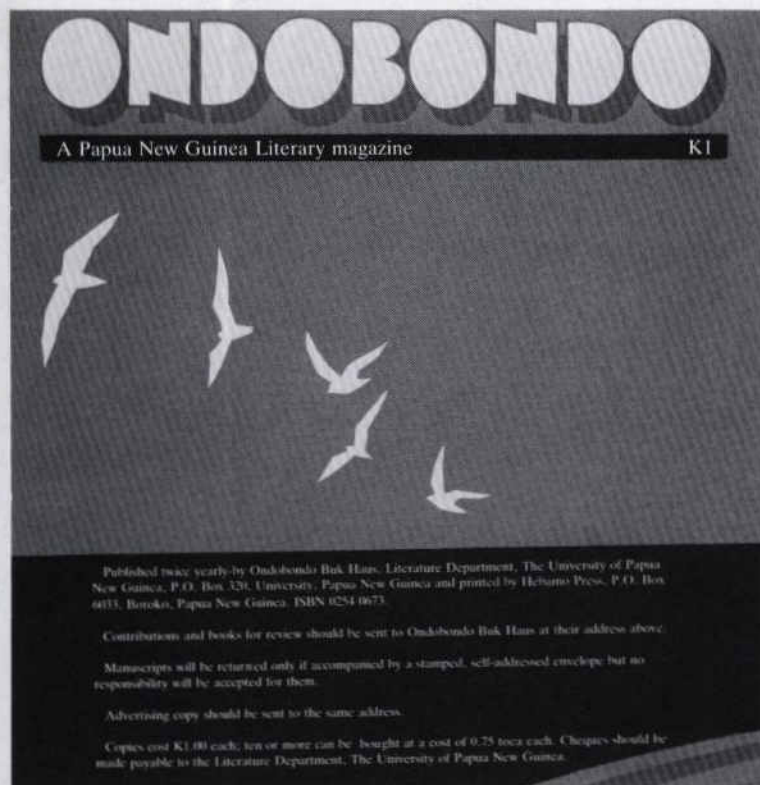 ONDOBONDO
A Papua New Guinea Literary magazine K1
Published twice yearly by Ondobondo Buk Haus, Literature Department, The University of Papua
New Guinea, P.O. Box 320, University, Papua New Guinea and printed by Hebamo Press, P.O. Box
6033, Boroko, Papua New Guinea. ISBN 0254-0673.
Contributions and books for review should be sent to Ondobondo Buk Haus at their address above.
Manuscripts will be returned only if accompanied by a stamped, self-addressed envelope but no
responsibility will be accepted for them.
Advertising copy should be sent to the same address.
Copies cost K1.00 each; ten or more can be bought at a cost of 0.75 toea each. Cheques should be
made payable to the Literature Department, The University of Papua New Guinea.